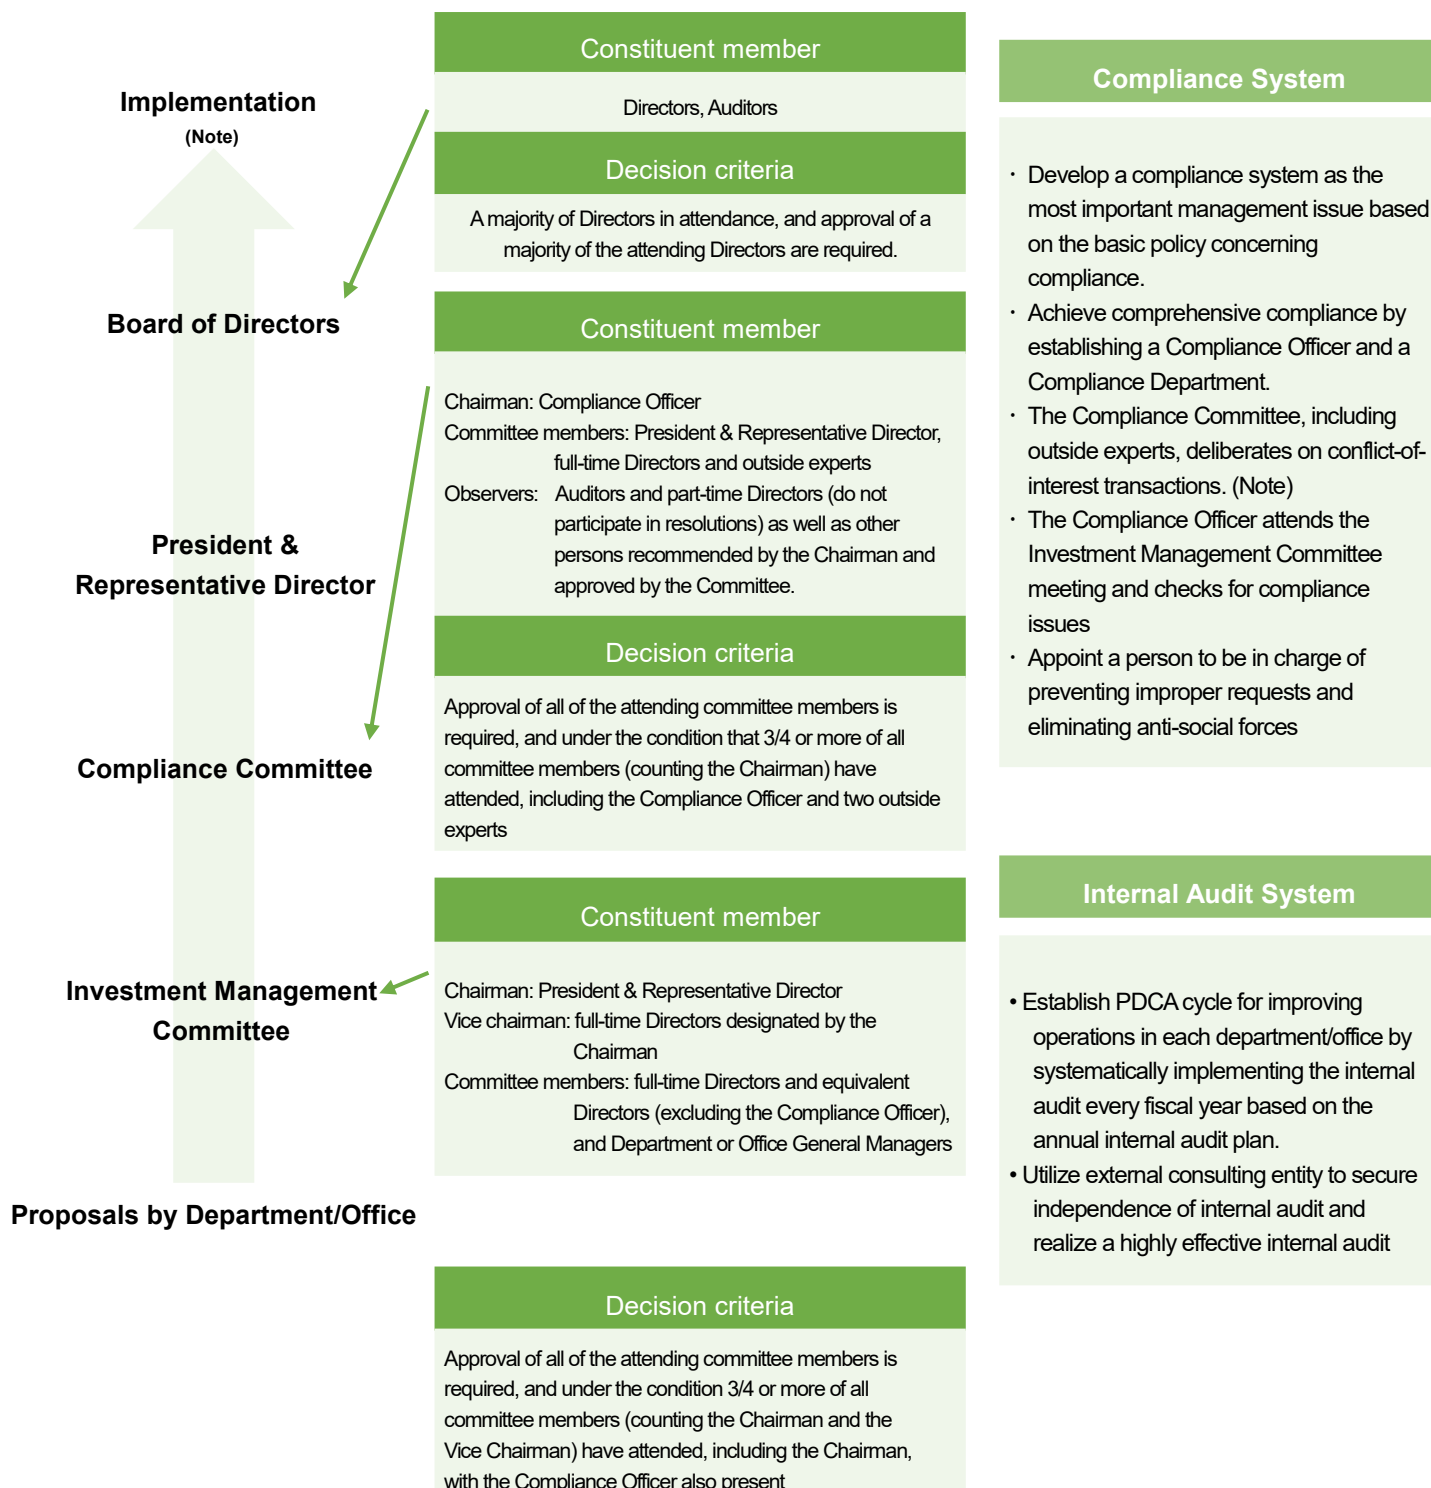 Implementation
(Note)
Board of Directors
President &
Representative Director
Compliance Committee
Investment Management
Committee
Proposals by Department/Office
Constituent member
Directors, Auditors
Decision criteria
A majority of Directors in attendance, and approval of a
majority of the attending Directors are required.
Constituent member
Chairman: Compliance Officer
Committee members: President & Representative Director,
full-time Directors and outside experts
Observers: Auditors and part-time Directors (do not
participate in resolutions) as well as other
persons recommended by the Chairman and
approved by the Committee.
Decision criteria
Approval of all of the attending committee members is
required, and under the condition that 3/4 or more of all
committee members (counting the Chairman) have
attended, including the Compliance Officer and two outside
experts
Constituent member
Chairman: President & Representative Director
Vice chairman: full-time Directors designated by the
Chairman
Committee members: full-time Directors and equivalent
Directors (excluding the Compliance Officer),
and Department or Office General Managers
Decision criteria
Approval of all of the attending committee members is
required, and under the condition 3/4 or more of all
committee members (counting the Chairman and the
Vice Chairman) have attended, including the Chairman,
with the Compliance Officer also present
Compliance System
・ Develop a compliance system as the
most important management issue based
on the basic policy concerning
compliance.
・ Achieve comprehensive compliance by
establishing a Compliance Officer and a
Compliance Department.
・ The Compliance Committee, including
outside experts, deliberates on conflict-of-
interest transactions. (Note)
・ The Compliance Officer attends the
Investment Management Committee
meeting and checks for compliance
issues
・ Appoint a person to be in charge of
preventing improper requests and
eliminating anti-social forces
Internal Audit System
• Establish PDCA cycle for improving
operations in each department/office by
systematically implementing the internal
audit every fiscal year based on the
annual internal audit plan.
• Utilize external consulting entity to secure
independence of internal audit and
realize a highly effective internal audit